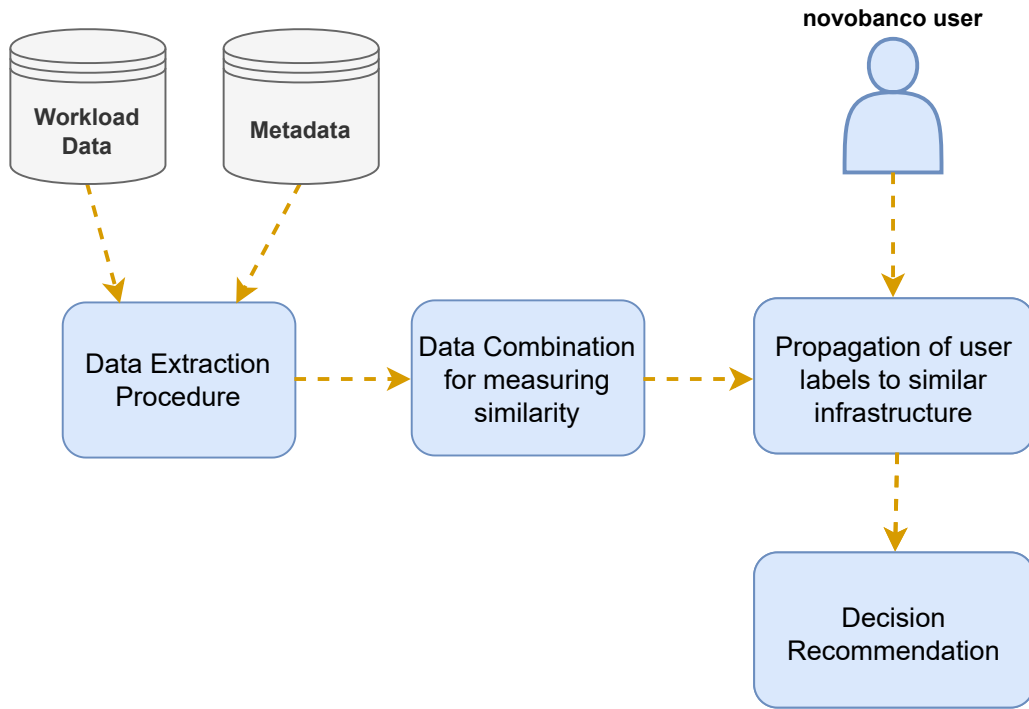 novobanco user
Workload
Data
Metadata
Data Extraction
Procedure
Data Combination
for measuring
similarity
Propagation of user
labels to similar
infrastructure
Decision
Recommendation